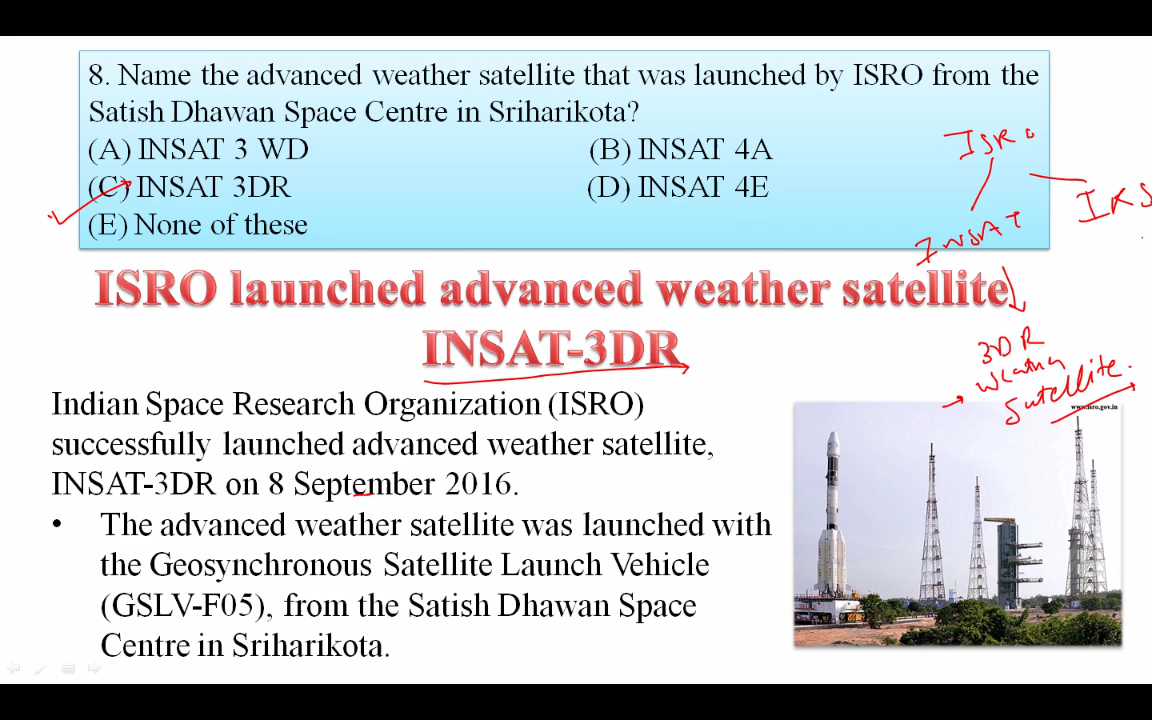 8. Name the advanced weather satellite that was launched by ISRO from the
Satish Dhawan Space Centre in Sriharikota?
(A) INSAT 3 WD (B) INSAT 4A
(C) INSAT 3DR (D) INSAT 4E
(E) None of these
ISRO
IRS
INSAT
ISRO launched advanced weather satellite
INSAT-3DR
3DR
Weather
Satellite.
Indian Space Research Organization (ISRO)
successfully launched advanced weather satellite,
INSAT-3DR on 8 September 2016.
www.isro.gov.in
• The advanced weather satellite was launched with
the Geosynchronous Satellite Launch Vehicle
(GSLV-F05), from the Satish Dhawan Space
Centre in Sriharikota.